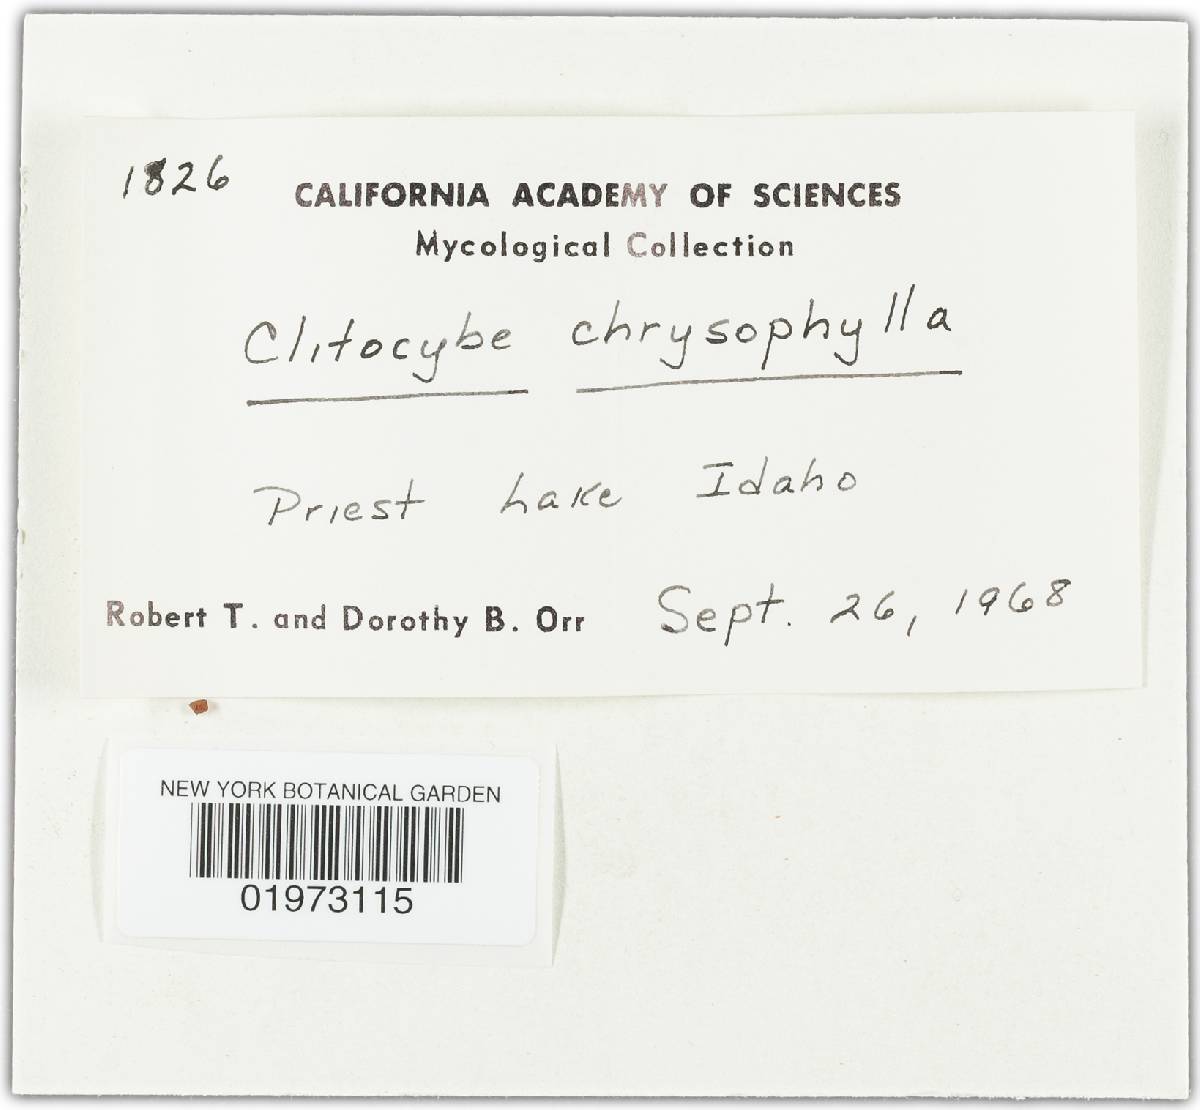 1826
CALIFORNIA ACADEMY OF SCIENCES
Mycological Collection
Clitocybe chrysophylla
Priest Lake Idaho
Robert T. and Dorothy B. Orr Sept. 26, 1968
NEW YORK BOTANICAL GARDEN
01973115